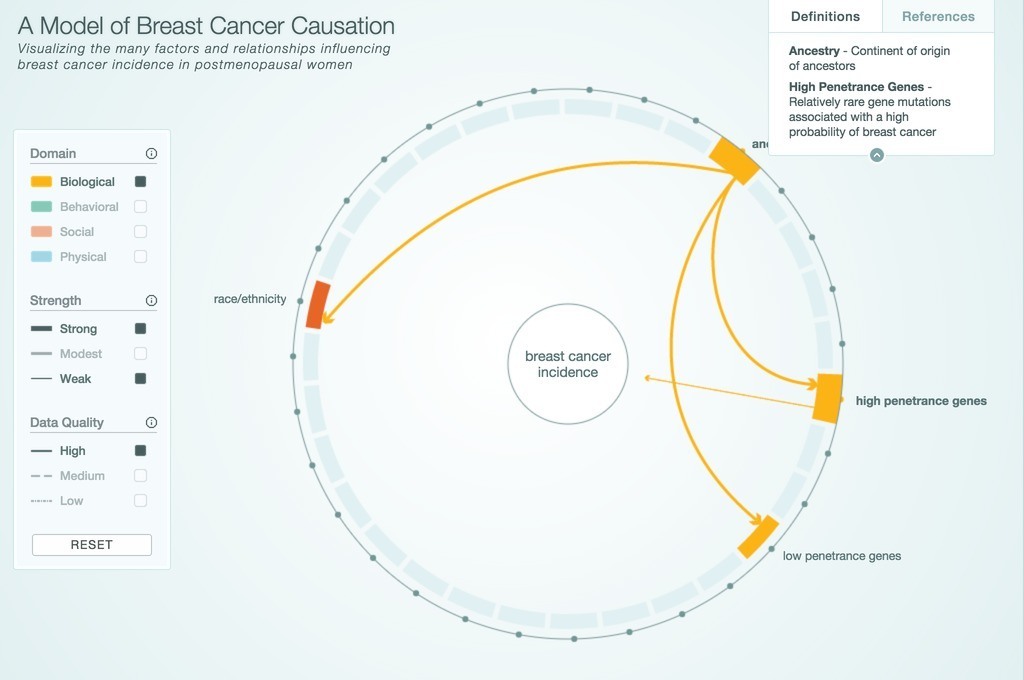 A Model of Breast Cancer Causation
Visualizing the many factors and relationships influencing
breast cancer incidence in postmenopausal women
Definitions
References
Ancestry - Continent of origin
of ancestors
High Penetrance Genes -
Relatively rare gene mutations
associated with a high
probability of breast cancer
Domain
Biological
Behavioral
Social
Physical
Strength
Strong
Modest
Weak
Data Quality
High
Medium
Low
RESET
race/ethnicity
breast cancer
incidence
high penetrance genes
low penetrance genes